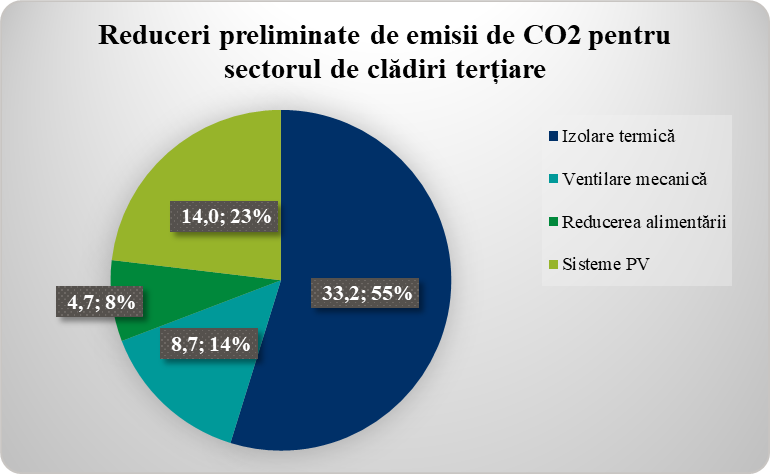 Reduceri preliminate de emisii de CO2 pentru
sectorul de clădiri terțiare
Izolare termică
Ventilare mecanică
Reducerea alimentării
Sisteme PV
14,0; 23%
33,2; 55%
4,7; 8%
8,7; 14%